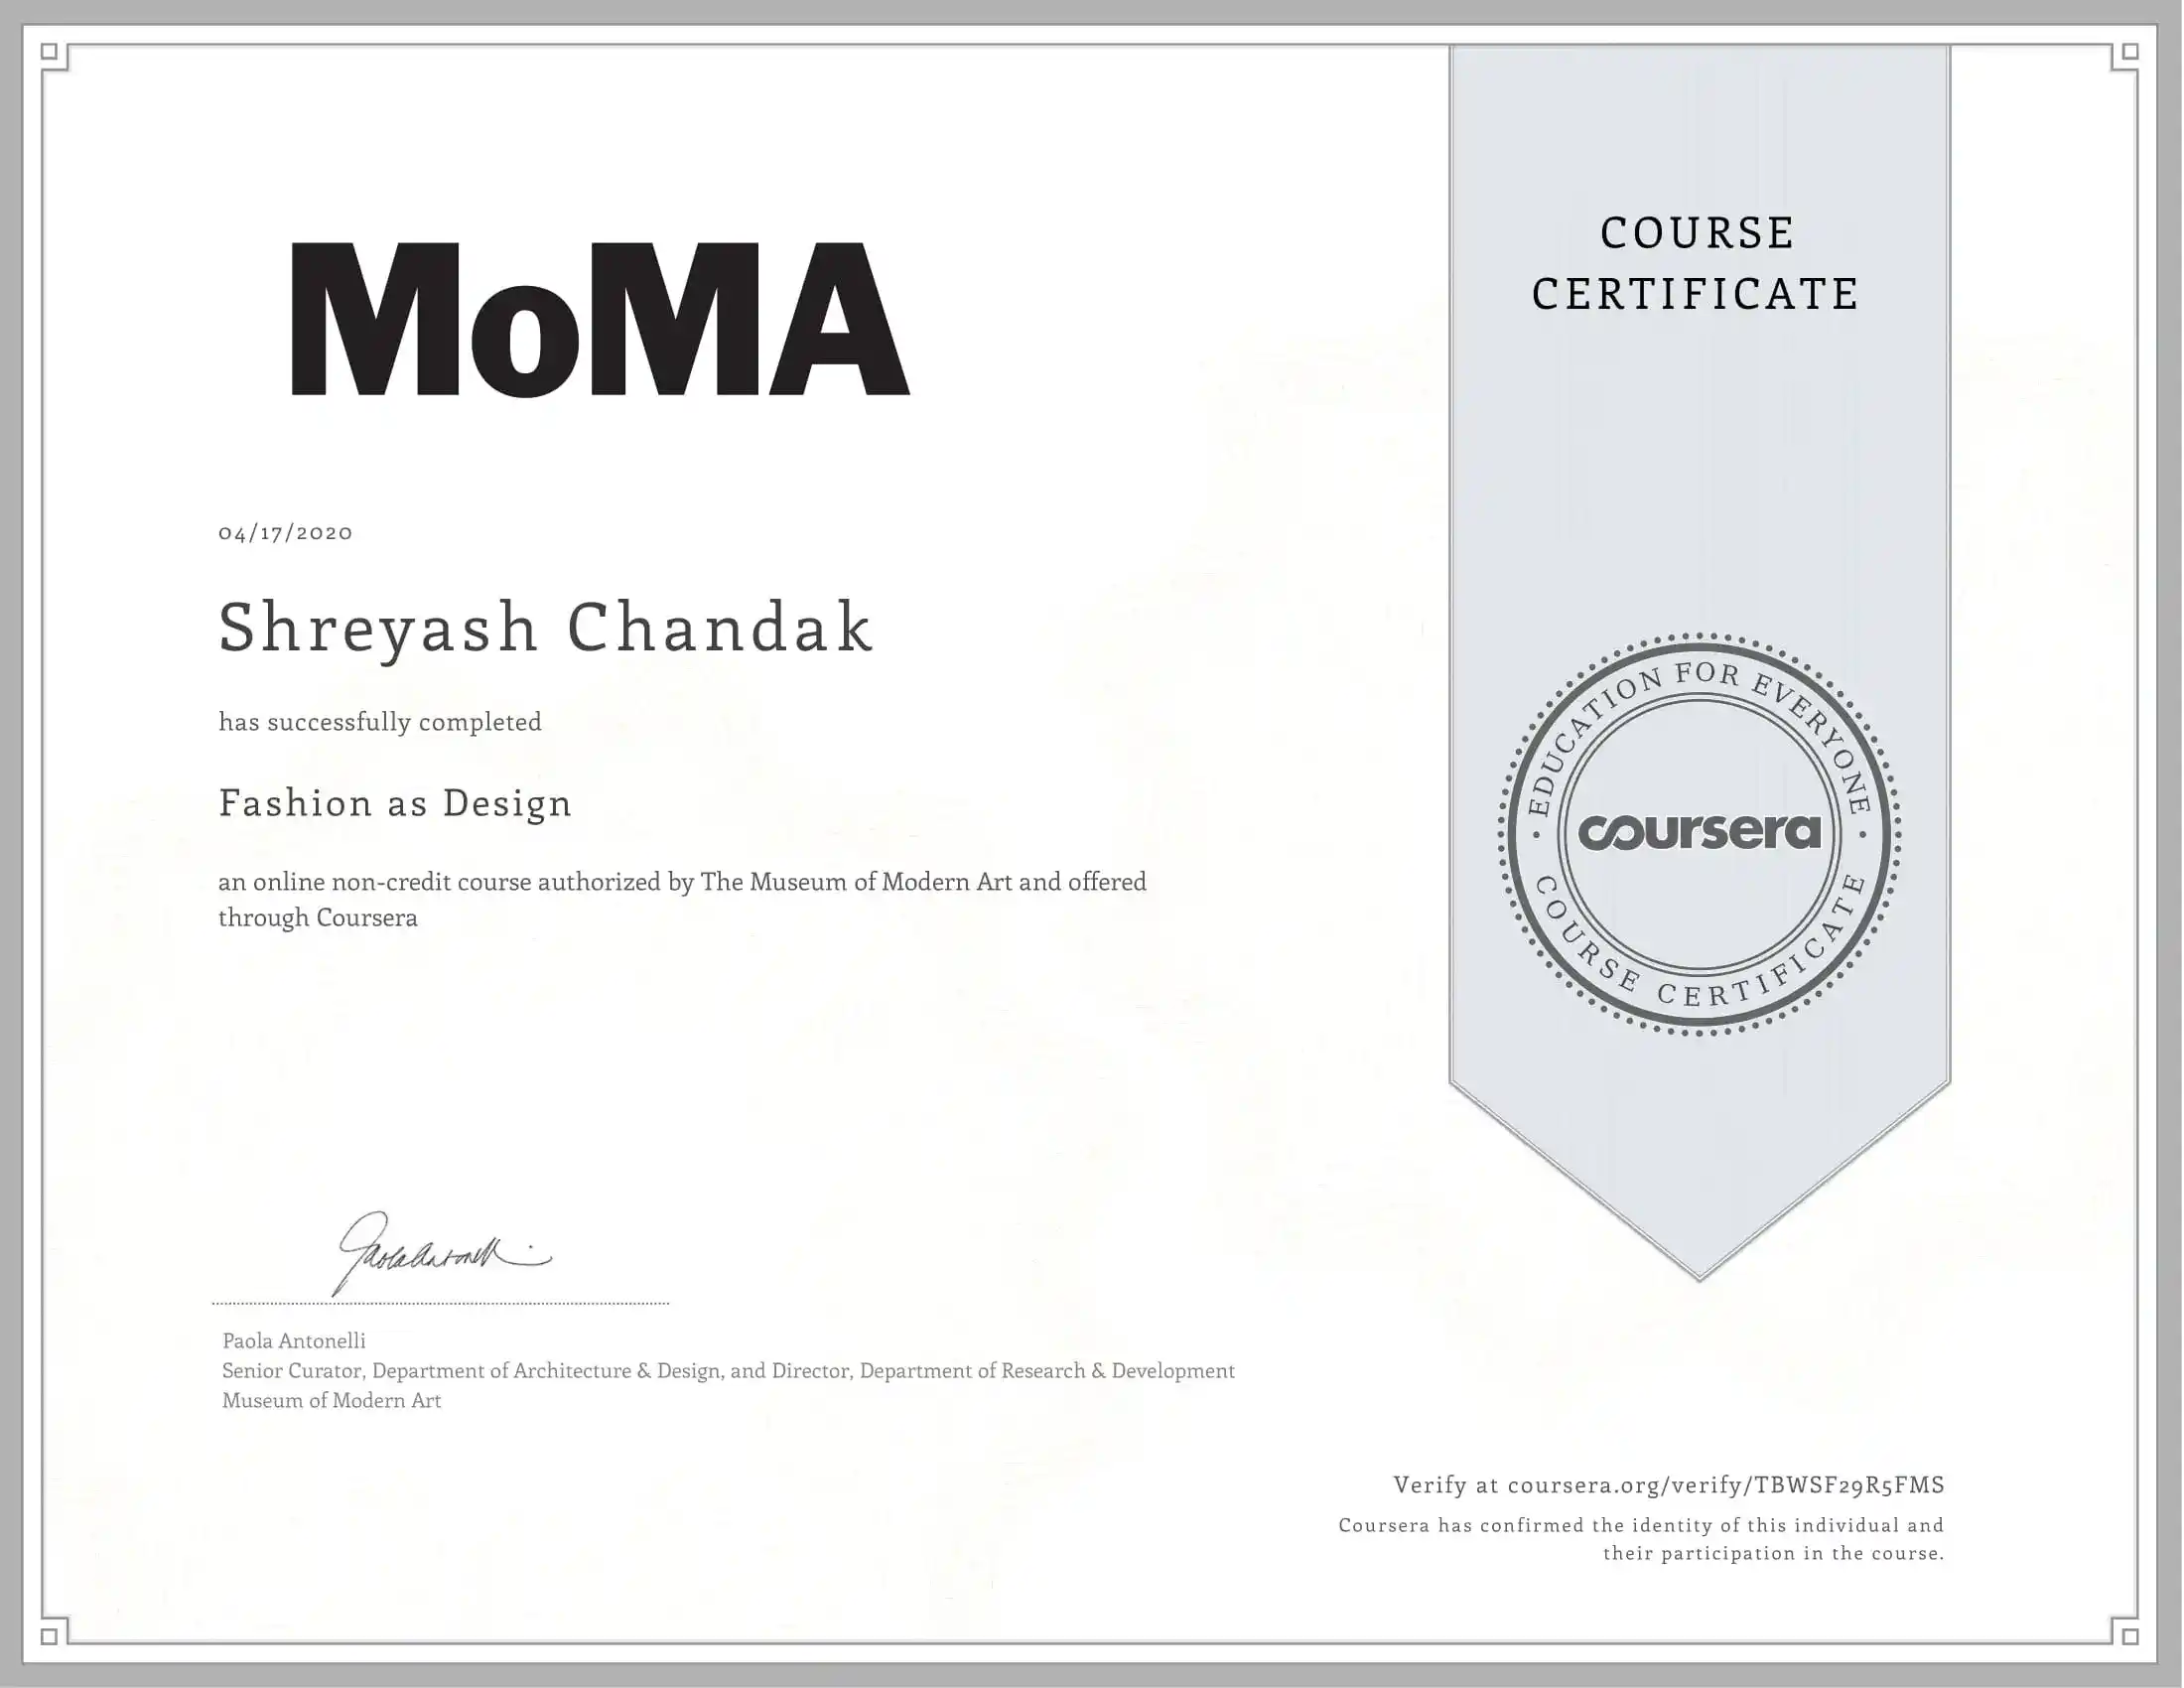 MoMA
04/17/2020
Shreyash Chandak
has successfully completed
Fashion as Design
an online non-credit course authorized by The Museum of Modern Art and offered
through Coursera
Paola Antonelli
Paola Antonelli
Senior Curator, Department of Architecture & Design, and Director, Department of Research & Development
Museum of Modern Art
COURSE
CERTIFICATE
EDUCATION FOR EVERYONE
coursera
COURSE CERTIFICATE
Verify at coursera.org/verify/TBWSF29R5FMS
Coursera has confirmed the identity of this individual and
their participation in the course.